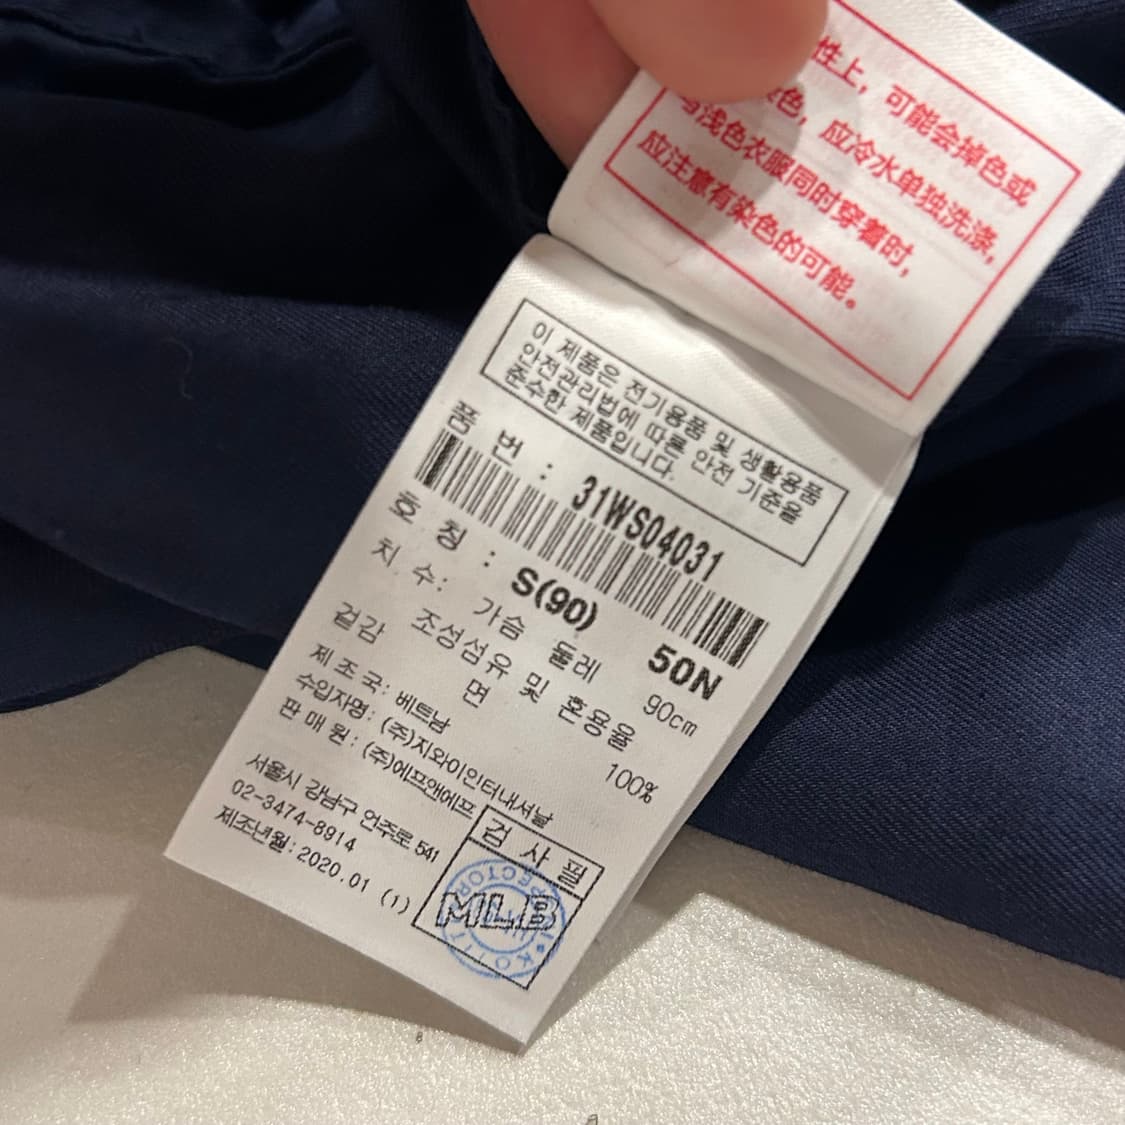 性上，可能会掉色或
色，应冷水单独洗涤，
与浅色衣服同时穿着时，
应注意有染色的可能。
이 제품은 전기용품 및 생활용품
안전관리법에 따른 안전 기준을
준수한 제품입니다.
품 번 : 31WS04031
호 칭 : S(90) 50N
치 수: 가슴 둘레 90cm
조성섬유 및 혼용율
겉감 면 100%
제 조 국: 베트남
수입자명: (주)지와이인터내셔날
판 매 원: (주)에프앤에프
서울시 강남구 언주로 541
02-3474-8914
제조년월: 2020.01 (1)
검 사 필
MLB